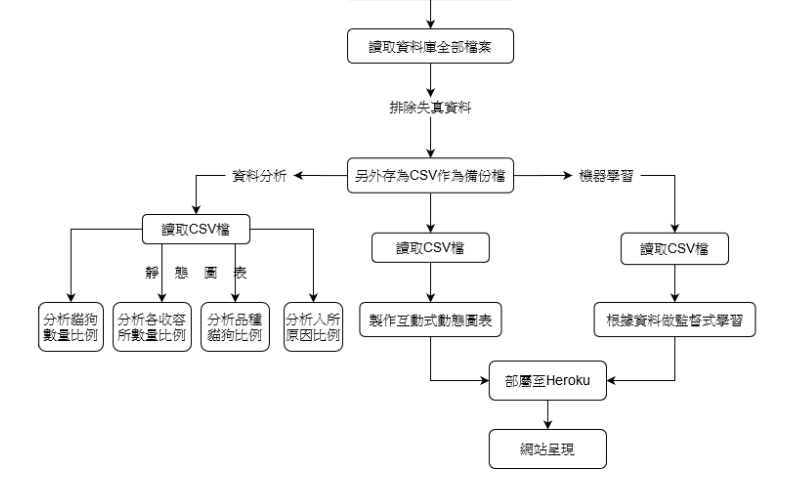 讀取資料庫全部檔案
排除失真資料
資料分析
另外存為CSV作為備份檔
機器學習
讀取CSV檔
讀取CSV檔
讀取CSV檔
靜態圖表
分析貓狗
數量比例
分析各收容
所數量比例
分析品種
貓狗比例
分析入所
原因比例
製作互動式動態圖表
根據資料做監督式學習
部屬至Heroku
網站呈現